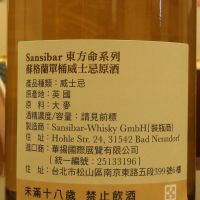 Sansibar 東方命系列
蘇格蘭單桶威士忌原酒
產品種類：威士忌
原產地：英國
原料：大麥
酒精濃度/容量：請見前標
製造商：Sansibar-Whisky GmbH(裝瓶商)
地址：Hohle Str. 24, 31542 Bad Nenndorf
進口商：華揚國際展覽有限公司
（統一編號：25133196）
地址：台北市松山區南京東路五段399號6樓
未滿十八歲 禁止飲酒